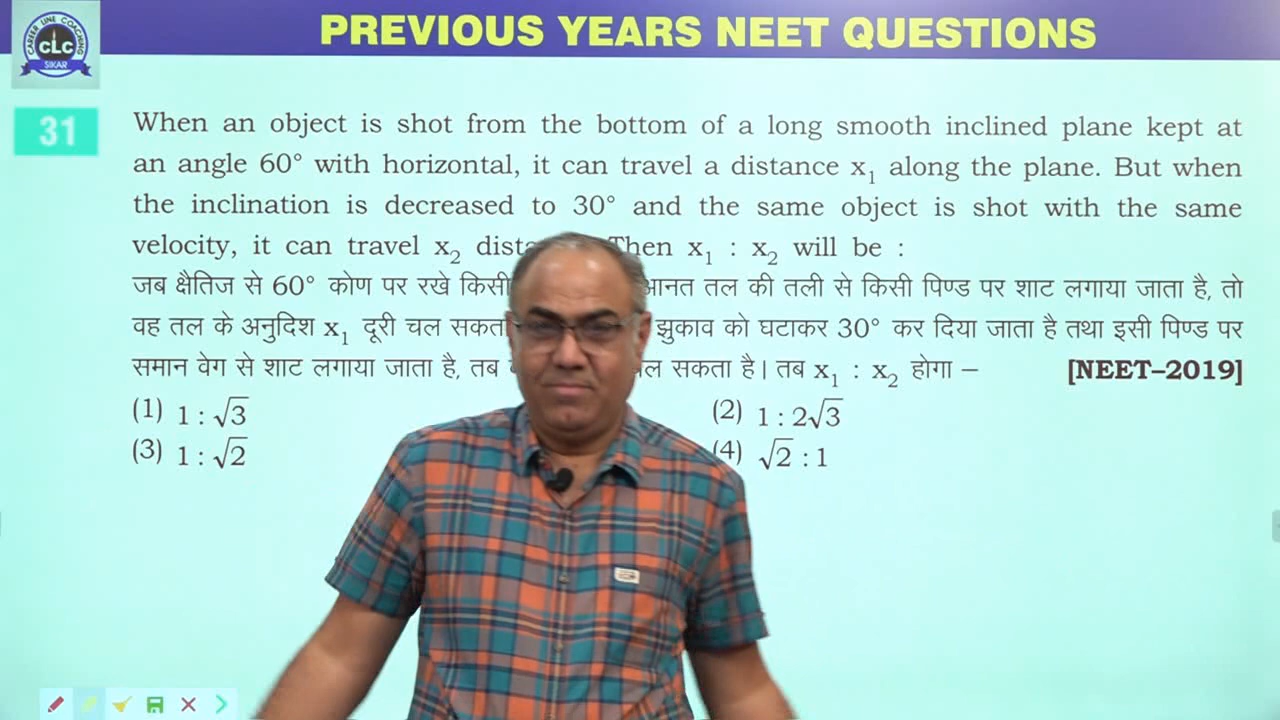 CAREER LINE COACHING
CLC
SIKAR
PREVIOUS YEARS NEET QUESTIONS
31
When an object is shot from the bottom of a long smooth inclined plane kept at
an angle 60° with horizontal, it can travel a distance x₁ along the plane. But when
the inclination is decreased to 30° and the same object is shot with the same
velocity, it can travel x₂ Then x₁ : x₂ will be :
जब क्षैतिज से 60° कोण पर रखे किसी आनत तल की तली से किसी पिण्ड पर शाट लगाया जाता है, तो
वह तल के अनुदिश x₁ दूरी चल झुकाव को घटाकर 30° कर दिया जाता है तथा इसी पिण्ड पर
समान वेग से शाट लगाया जाता है, तब सकता है। तब x₁ : x₂ होगा – [NEET–2019]
(1) 1 : √3 (2) 1 : 2√3
(3) 1 : √2 (4) √2 : 1